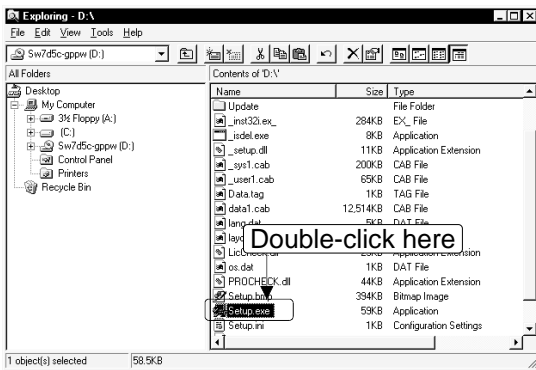 Exploring - D:\
File Edit View Tools Help
Sw7d5c-gppw (D:)
All Folders
Contents of 'D:\'
Desktop
My Computer
3½ Floppy (A:)
(C:)
Sw7d5c-gppw (D:)
Control Panel
Printers
Recycle Bin
Name Size Type
Update File Folder
_inst32i.ex_ 284KB EX_ File
_isdel.exe 8KB Application
_setup.dll 11KB Application Extension
_sys1.cab 200KB CAB File
_user1.cab 65KB CAB File
Data.tag 1KB TAG File
data1.cab 12,514KB CAB File
lang.dat 5KB DAT File
Double-click here
os.dat 1KB DAT File
PROCHECK.dll 44KB Application Extension
Setup.bmp 394KB Bitmap Image
Setup.exe 59KB Application
Setup.ini 1KB Configuration Settings
1 object(s) selected 58.5KB